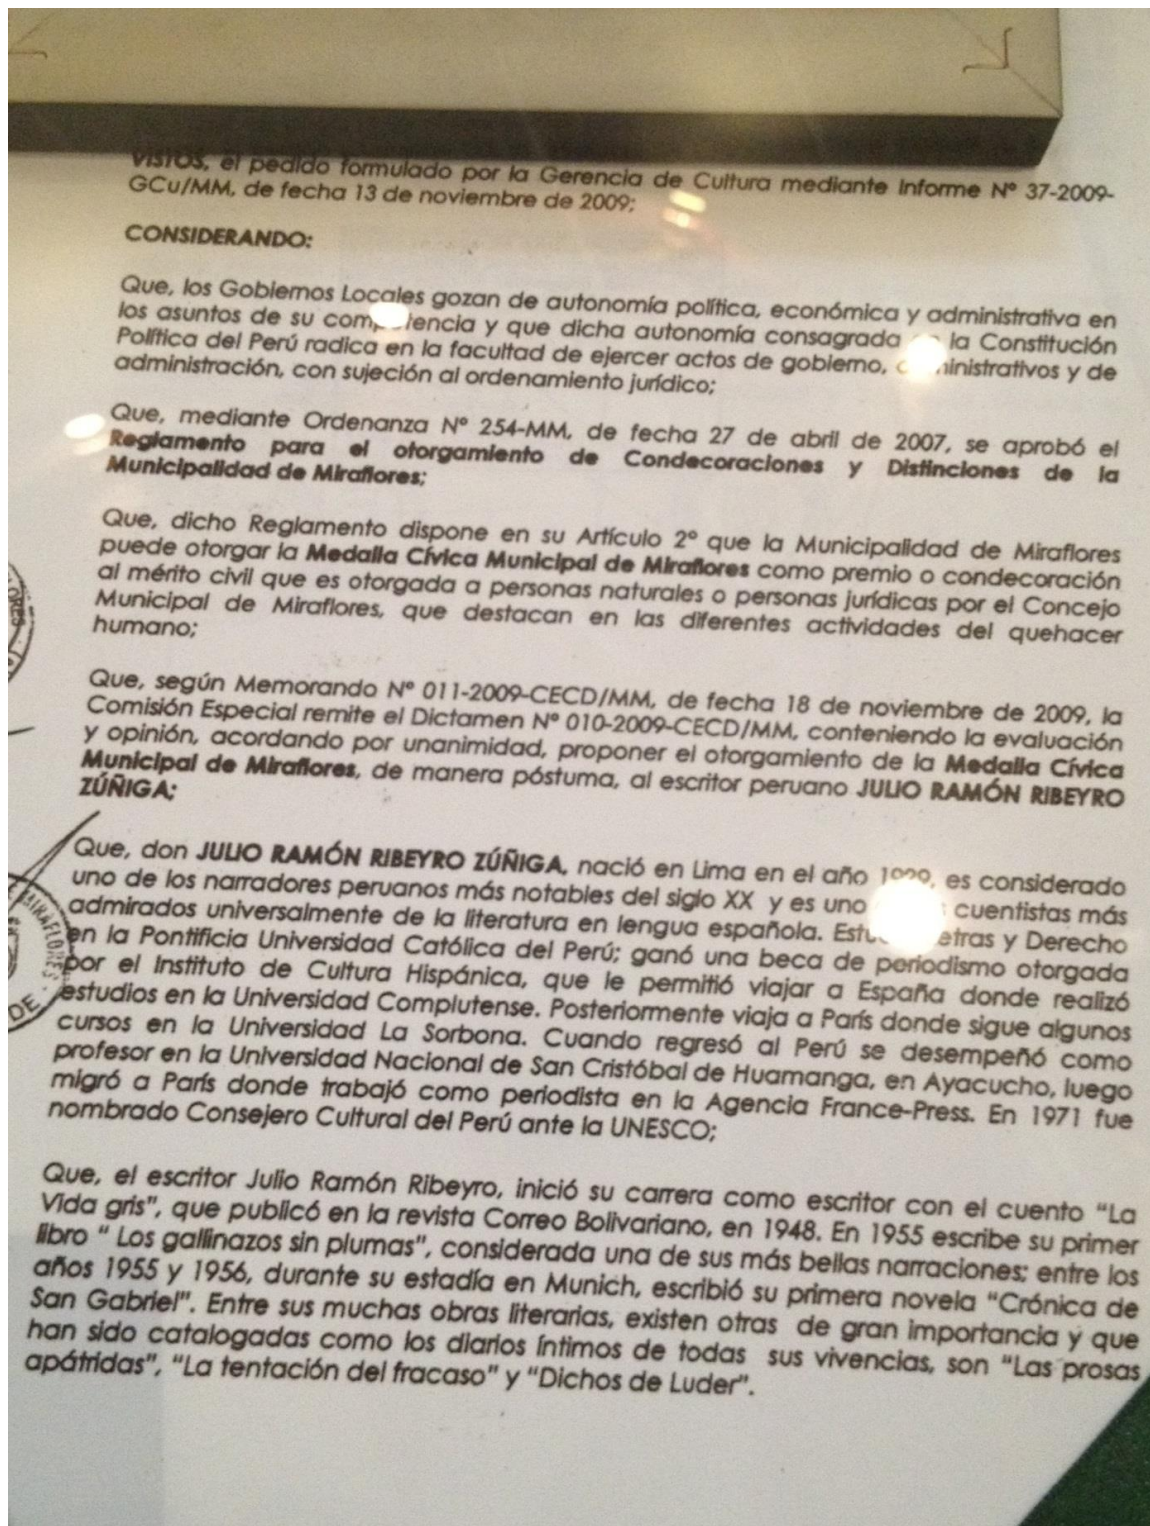 VISTOS, el pedido formulado por la Gerencia de Cultura mediante Informe Nº 37-2009-
GCu/MM, de fecha 13 de noviembre de 2009;
CONSIDERANDO:
Que, los Gobiernos Locales gozan de autonomía política, económica y administrativa en
los asuntos de su competencia y que dicha autonomía consagrada la Constitución
Política del Perú radica en la facultad de ejercer actos de gobierno, administrativos y de
administración, con sujeción al ordenamiento jurídico;
Que, mediante Ordenanza Nº 254-MM, de fecha 27 de abril de 2007, se aprobó el
Reglamento para el otorgamiento de Condecoraciones y Distinciones de la
Municipalidad de Miraflores;
Que, dicho Reglamento dispone en su Artículo 2º que la Municipalidad de Miraflores
puede otorgar la Medalla Cívica Municipal de Miraflores como premio o condecoración
al mérito civil que es otorgada a personas naturales o personas jurídicas por el Concejo
Municipal de Miraflores, que destacan en las diferentes actividades del quehacer
humano;
Que, según Memorando Nº 011-2009-CECD/MM, de fecha 18 de noviembre de 2009, la
Comisión Especial remite el Dictamen Nº 010-2009-CECD/MM, conteniendo la evaluación
y opinión, acordando por unanimidad, proponer el otorgamiento de la Medalla Cívica
Municipal de Miraflores, de manera póstuma, al escritor peruano JULIO RAMÓN RIBEYRO
ZÚÑIGA;
Que, don JULIO RAMÓN RIBEYRO ZÚÑIGA, nació en Lima en el año 1929, es considerado
uno de los narradores peruanos más notables del siglo XX y es uno cuentistas más
admirados universalmente de la literatura en lengua española. Letras y Derecho
en la Pontificia Universidad Católica del Perú; ganó una beca de periodismo otorgada
por el Instituto de Cultura Hispánica, que le permitió viajar a España donde realizó
estudios en la Universidad Complutense. Posteriormente viaja a París donde sigue algunos
cursos en la Universidad La Sorbona. Cuando regresó al Perú se desempeñó como
profesor en la Universidad Nacional de San Cristóbal de Huamanga, en Ayacucho, luego
migró a París donde trabajó como periodista en la Agencia France-Press. En 1971 fue
nombrado Consejero Cultural del Perú ante la UNESCO;
Que, el escritor Julio Ramón Ribeyro, inició su carrera como escritor con el cuento "La
Vida gris", que publicó en la revista Correo Bolivariano, en 1948. En 1955 escribe su primer
libro " Los gallinazos sin plumas", considerada una de sus más bellas narraciones; entre los
años 1955 y 1956, durante su estadía en Munich, escribió su primera novela "Crónica de
San Gabriel". Entre sus muchas obras literarias, existen otras de gran importancia y que
han sido catalogadas como los diarios íntimos de todas sus vivencias, son "Las prosas
apátridas", "La tentación del fracaso" y "Dichos de Luder".
MIRAFLORES
DE